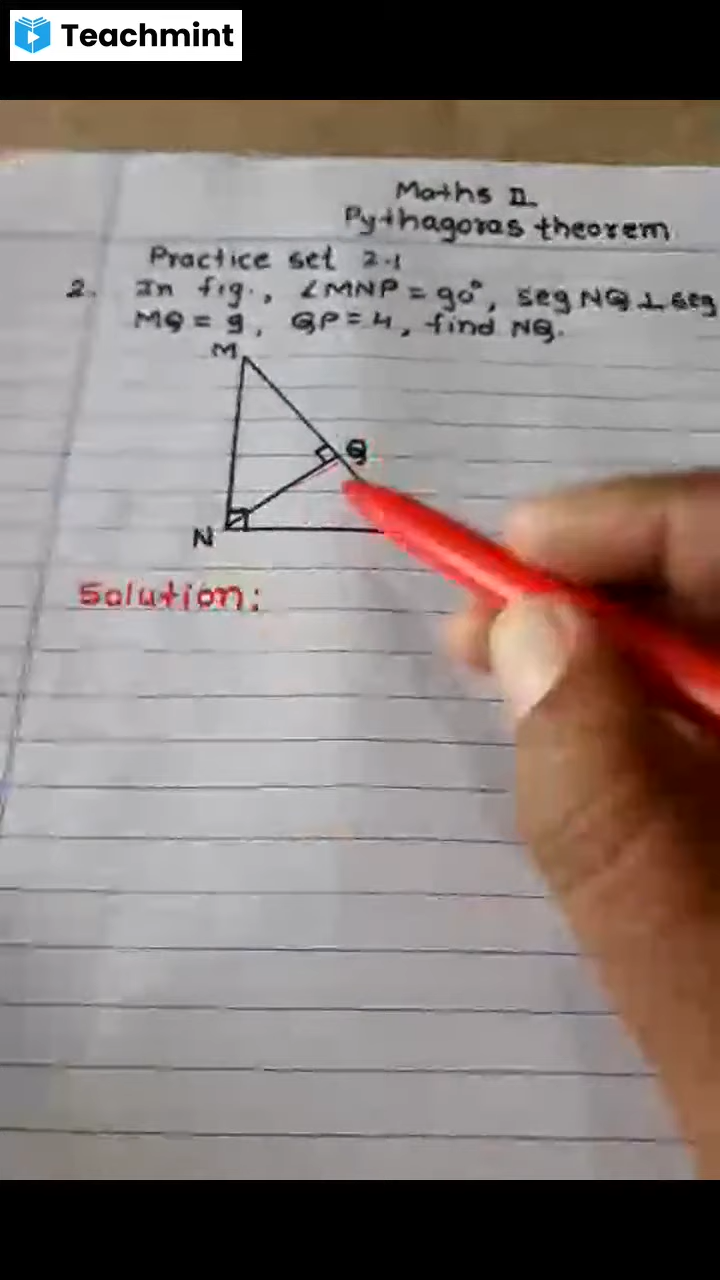 Teachmint
Maths II
Pythagoras theorem
Practice set 2.1
2. In fig., ∠MNP = 90°, seg NQ ⊥ seg
MQ = 9, QP = 4, find NQ.
M
Q
N
Solution: